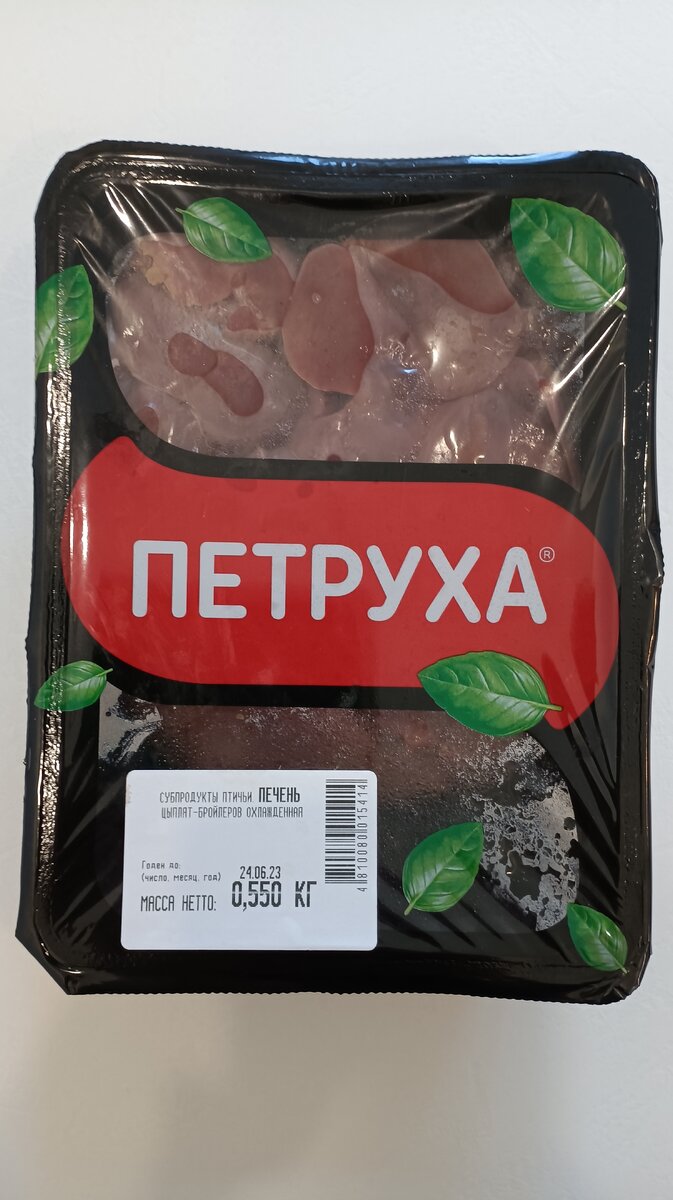 ПЕТРУХА®
СУБПРОДУКТЫ ПТИЧЬИ ПЕЧЕНЬ
ЦЫПЛЯТ-БРОЙЛЕРОВ ОХЛАЖДЕННАЯ
Годен до:
(число, месяц, год) 24.06.23
МАССА НЕТТО: 0,550 КГ
4810080015414